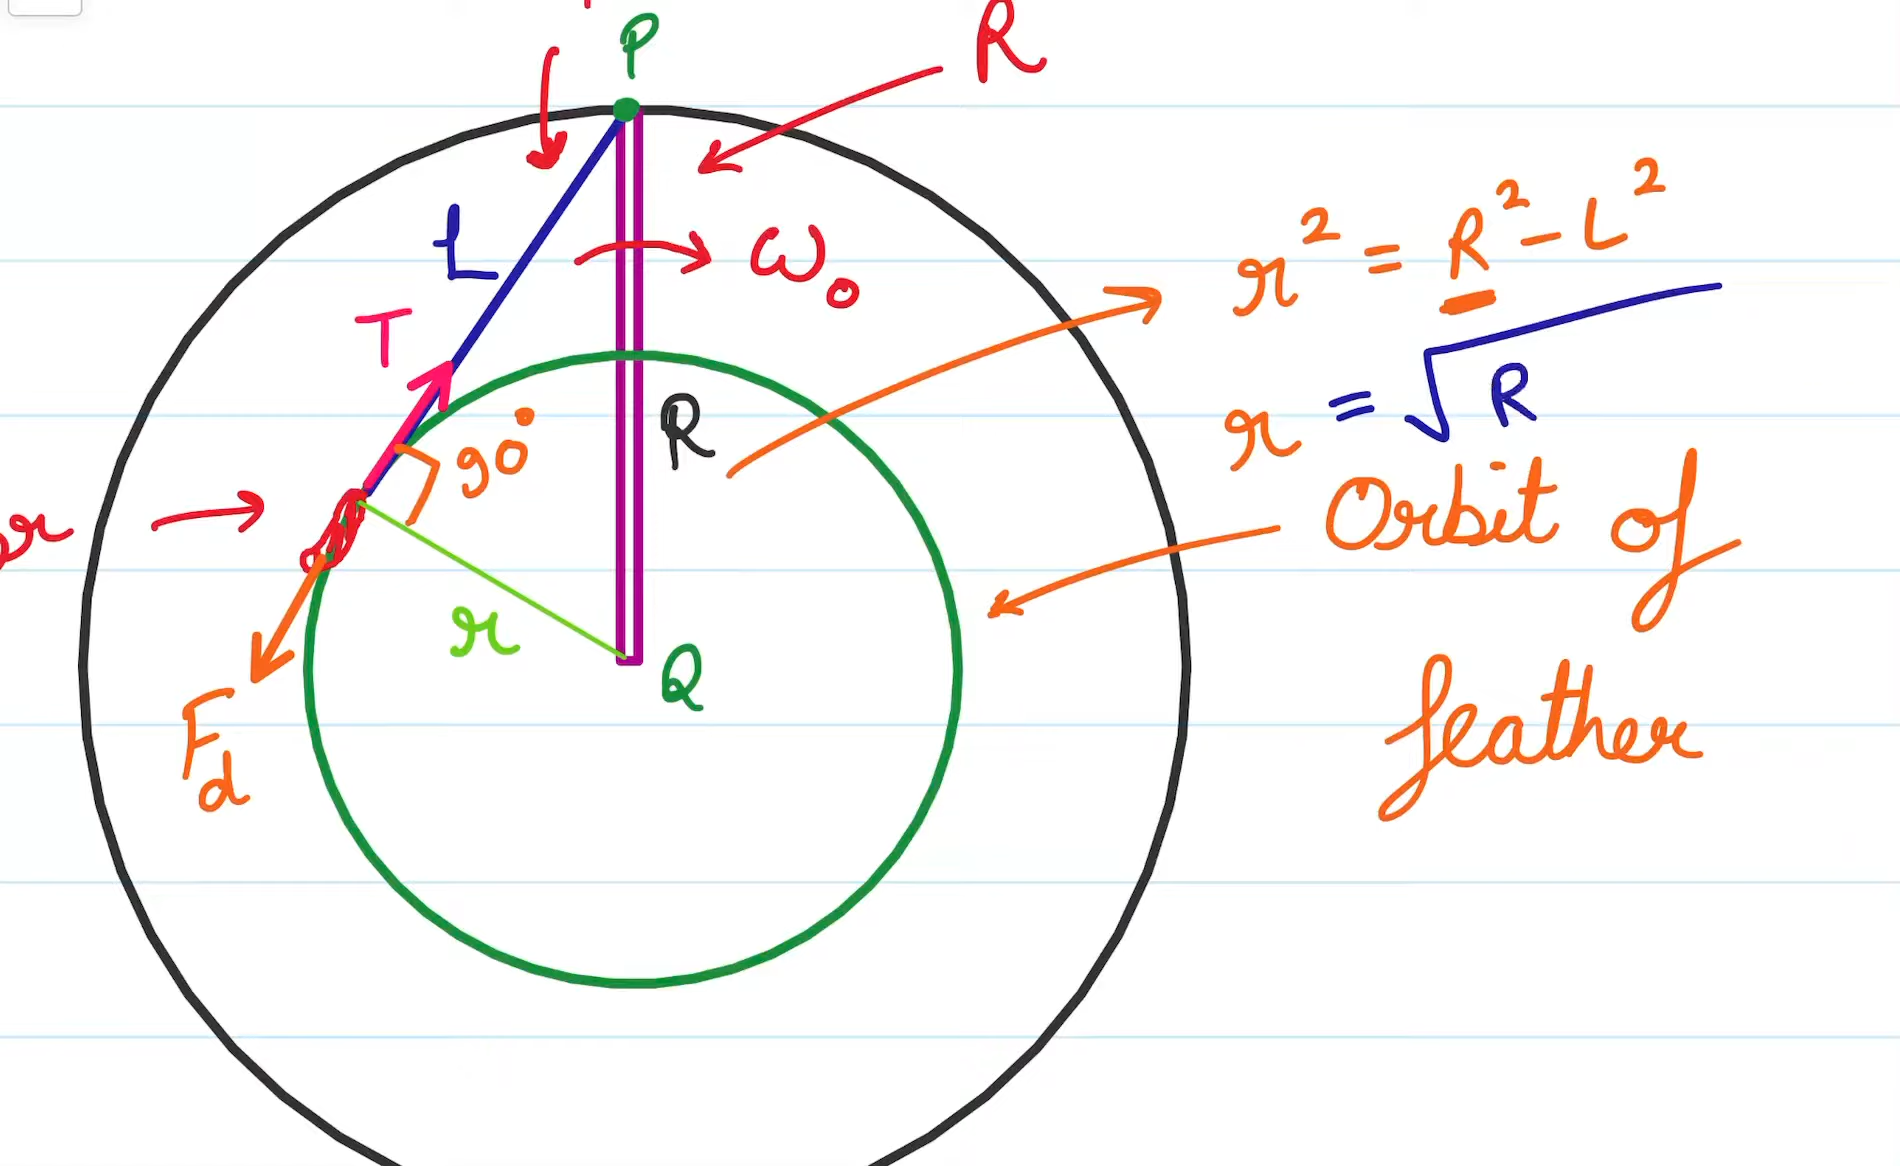 P
R
L
ω₀
r² = R² - L²
T
r = √R
R
90°
Orbit of
r
Q
feather
F_d